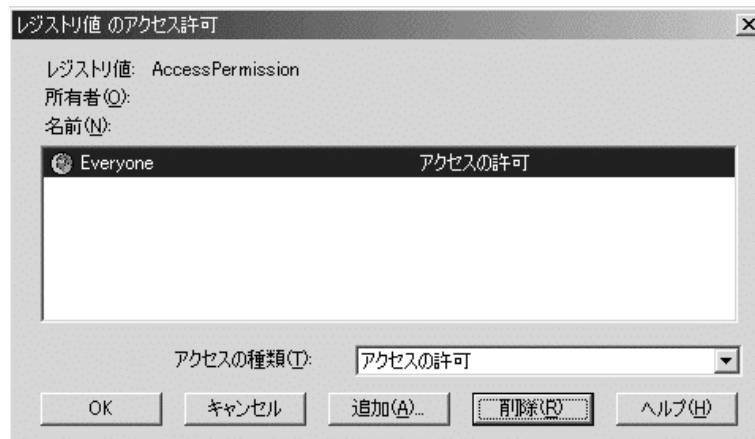 レジストリ値 のアクセス許可
レジストリ値: AccessPermission
所有者(O):
名前(N):
Everyone アクセスの許可
アクセスの種類(T): アクセスの許可
OK キャンセル 追加(A)... 削除(R) ヘルプ(H)